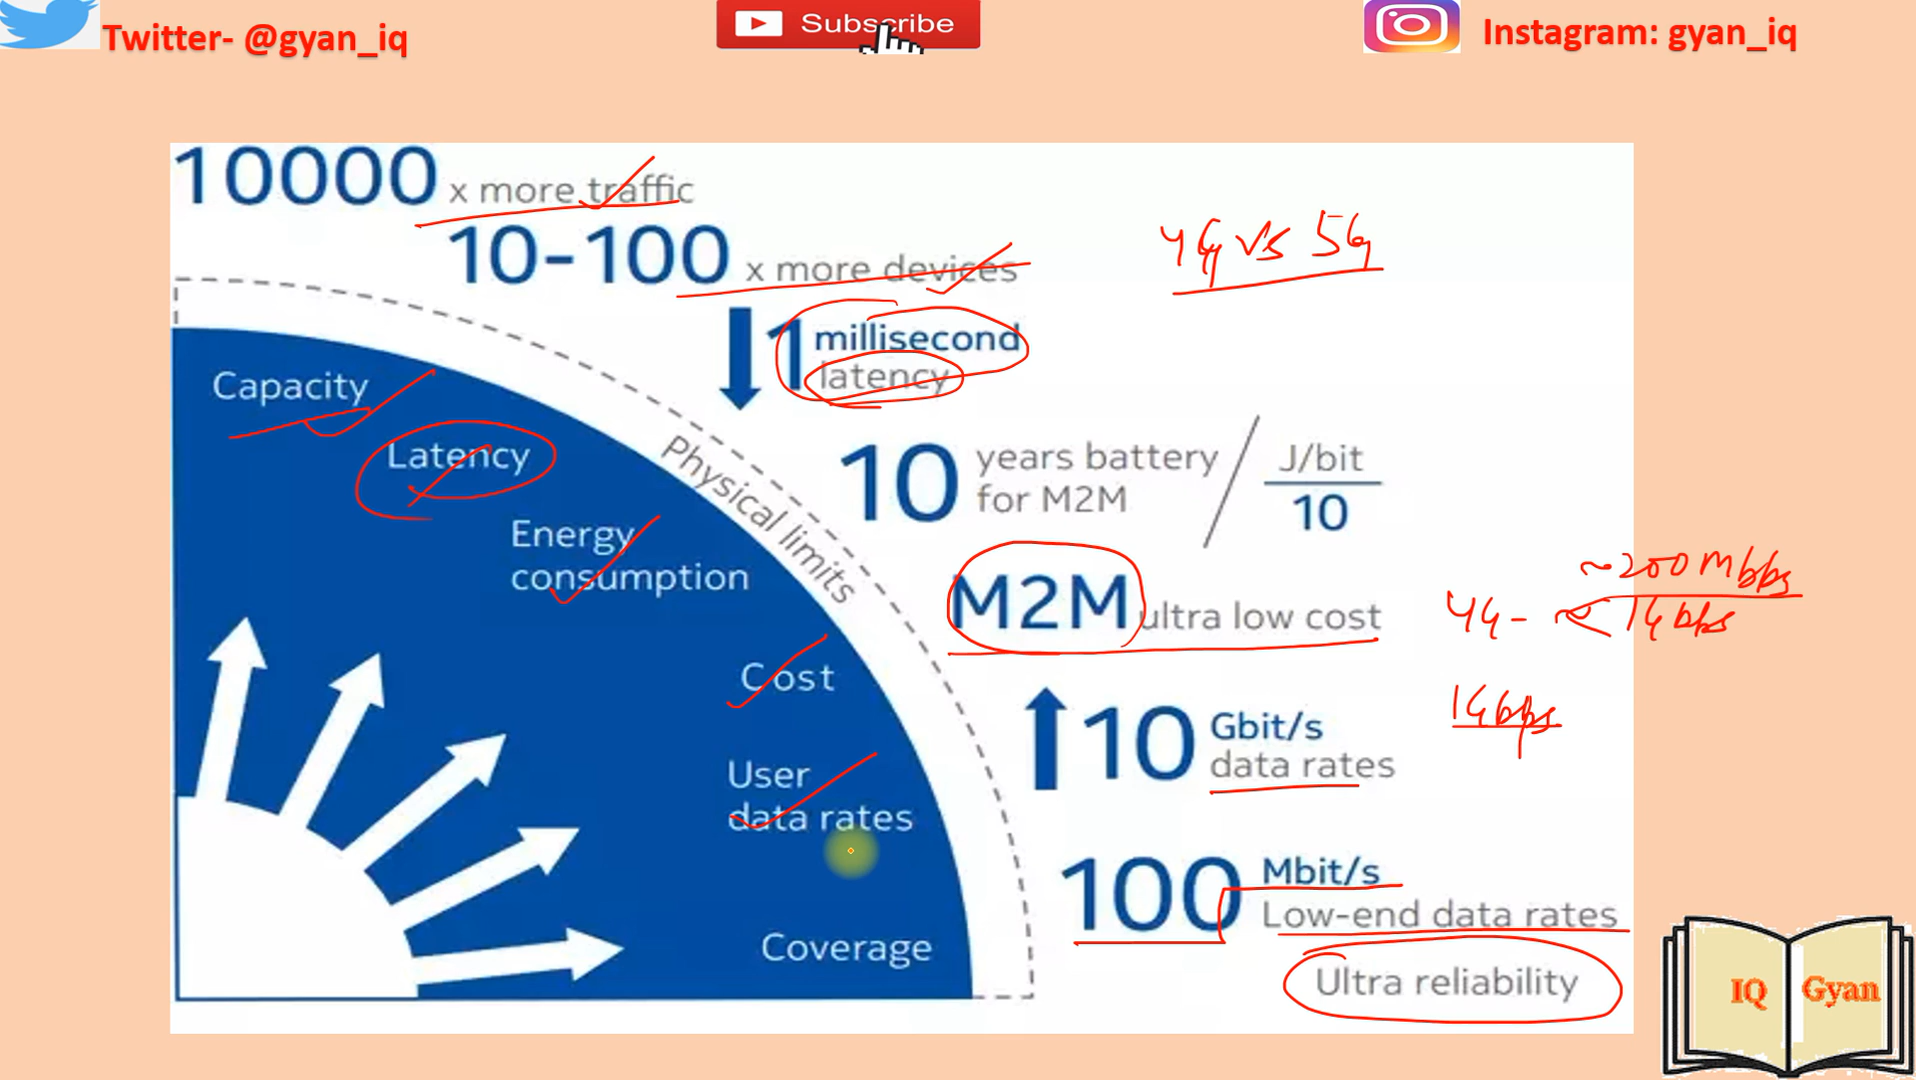 Twitter- @gyan_iq
Subscribe
Instagram: gyan_iq
10000 x more traffic
10-100 x more devices
4G vs 5G
1 millisecond
latency
Capacity
Latency
Energy
consumption
Cost
User
data rates
Coverage
Physical limits
10 years battery
for M2M
J/bit
10
M2M ultra low cost
~200 Mbps
4G - < 1Gbps
1Gbps
10 Gbit/s
data rates
100 Mbit/s
Low-end data rates
Ultra reliability
IQ Gyan